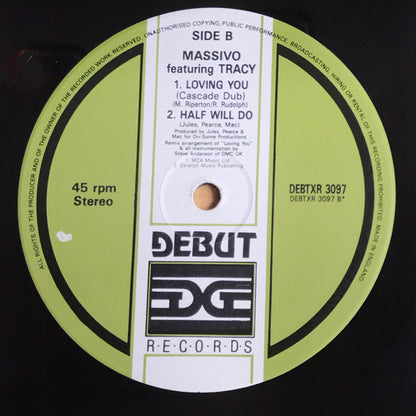 ALL RIGHTS OF THE PRODUCER AND OF THE OWNER OF THE RECORDED WORK RESERVED. UNAUTHORISED COPYING, PUBLIC PERFORMANCE, BROADCASTING, HIRING OR RENTAL OF THIS RECORDING PROHIBITED. MADE IN ENGLAND
SIDE B
MASSIVO
featuring TRACY
1. LOVING YOU
(Cascade Dub)
(M. Riperton/R. Rudolph)
2. HALF WILL DO
(Jules, Pearce, Mac)
Produced by Jules, Pearce &
Mac for Orr-Some Productions
Remix arrangement of "Loving You"
& all instrumentation by
Steve Anderson of DMC UK
1. MCA Music Ltd.
2. Skratch Music Publishing
45 rpm
Stereo
DEBTXR 3097
DEBTXR 3097 B*
DEBUT
R·E·C·O·R·D·S